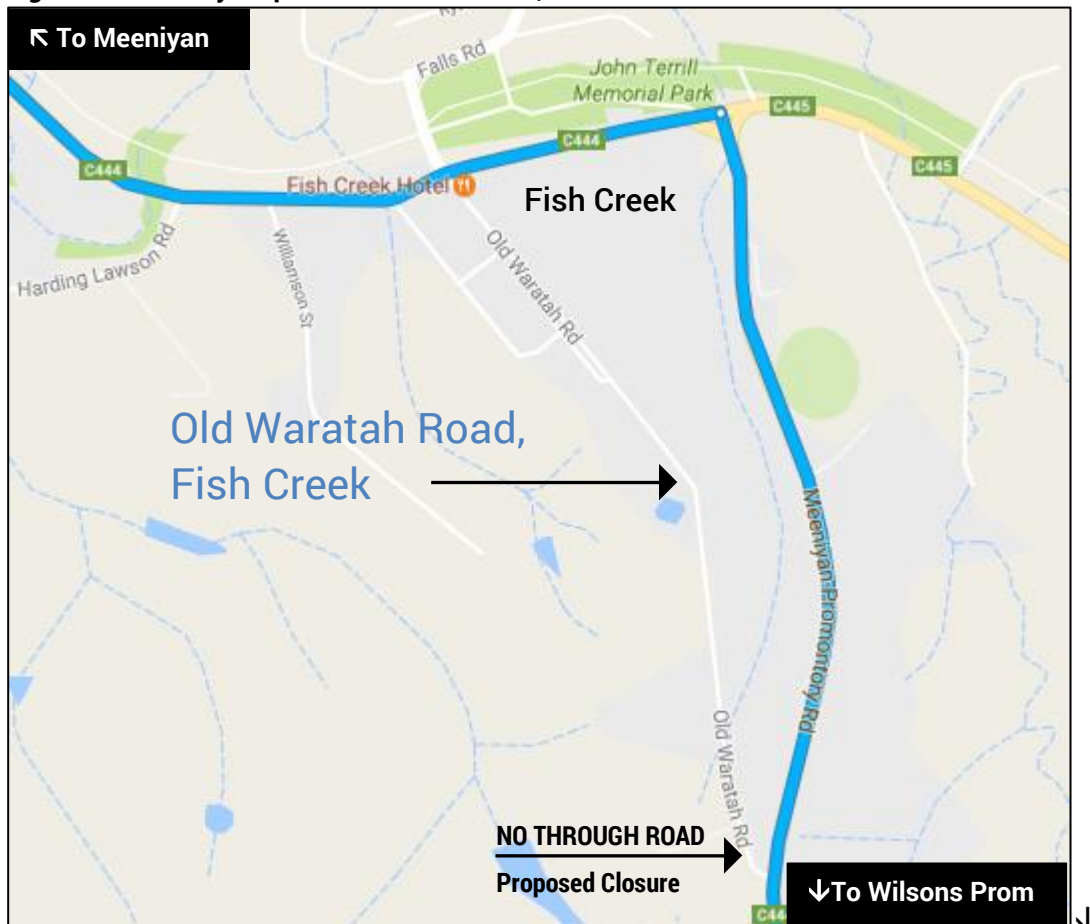 ↖ To Meeniyan
Falls Rd
John Terrill
Memorial Park
C445
C444
C444
C445
Fish Creek Hotel
Fish Creek
Harding Lawson Rd
Williamson St
Old Waratah Rd
Old Waratah Road,
Fish Creek
Meeniyan-Promontory Rd
Old Waratah Rd
NO THROUGH ROAD
Proposed Closure
↓To Wilsons Prom